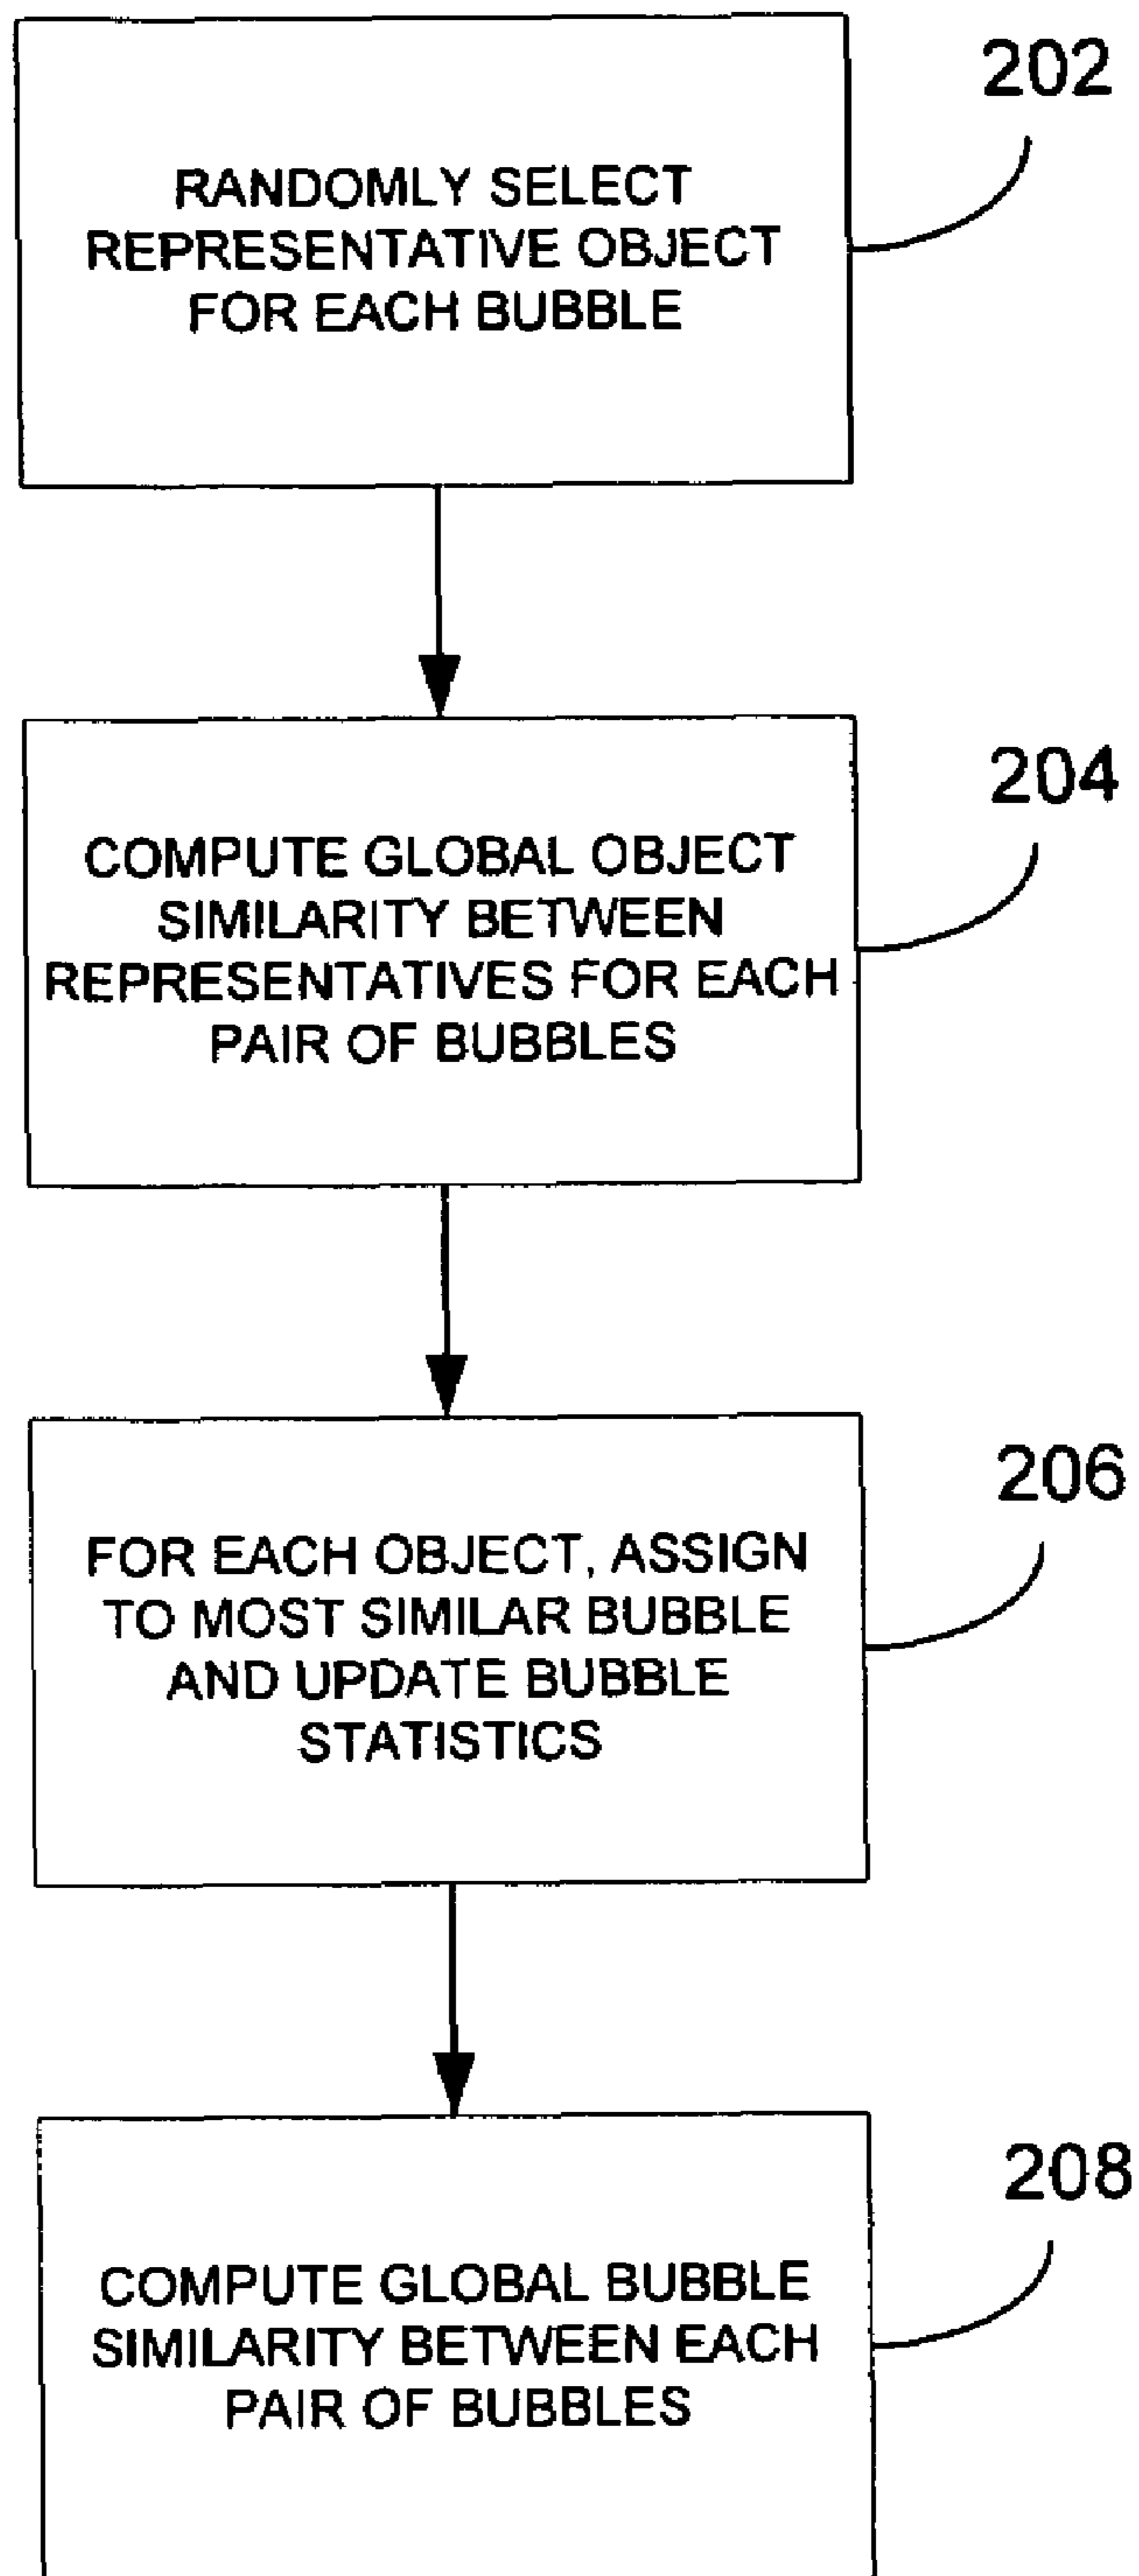 202
RANDOMLY SELECT
REPRESENTATIVE OBJECT
FOR EACH BUBBLE
204
COMPUTE GLOBAL OBJECT
SIMILARITY BETWEEN
REPRESENTATIVES FOR EACH
PAIR OF BUBBLES
206
FOR EACH OBJECT, ASSIGN
TO MOST SIMILAR BUBBLE
AND UPDATE BUBBLE
STATISTICS
208
COMPUTE GLOBAL BUBBLE
SIMILARITY BETWEEN EACH
PAIR OF BUBBLES